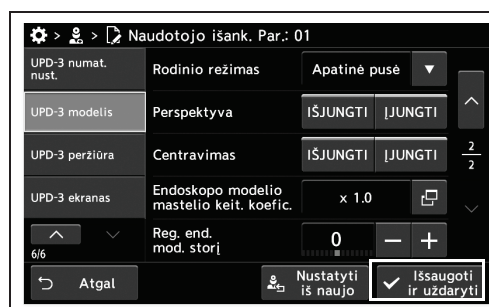 > > Naudotojo išank. Par.: 01
UPD-3 numat.
nust.
Rodinio režimas
Apatinė pusė
UPD-3 modelis
Perspektyva
IŠJUNGTI
ĮJUNGTI
UPD-3 peržiūra
Centravimas
IŠJUNGTI
ĮJUNGTI
2
2
UPD-3 ekranas
Endoskopo modelio
mastelio keit. koefic.
x 1.0
6/6
Reg. end.
mod. storį
0
Atgal
Nustatyti
iš naujo
Išsaugoti
ir uždaryti